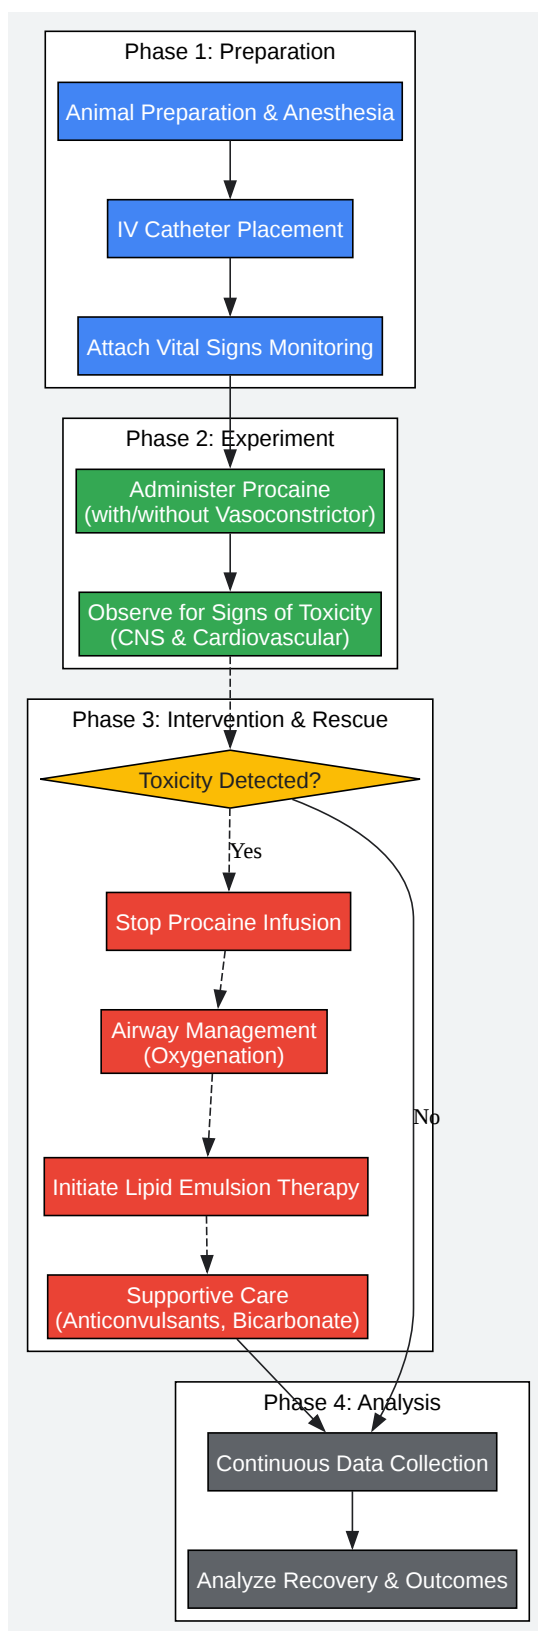 Phase 1: Preparation
Animal Preparation & Anesthesia
IV Catheter Placement
Attach Vital Signs Monitoring
Phase 2: Experiment
Administer Procaine
(with/without Vasoconstrictor)
Observe for Signs of Toxicity
(CNS & Cardiovascular)
Phase 3: Intervention & Rescue
Toxicity Detected?
Yes
Stop Procaine Infusion
Airway Management
(Oxygenation)
No
Initiate Lipid Emulsion Therapy
Supportive Care
(Anticonvulsants, Bicarbonate)
Phase 4: Analysis
Continuous Data Collection
Analyze Recovery & Outcomes